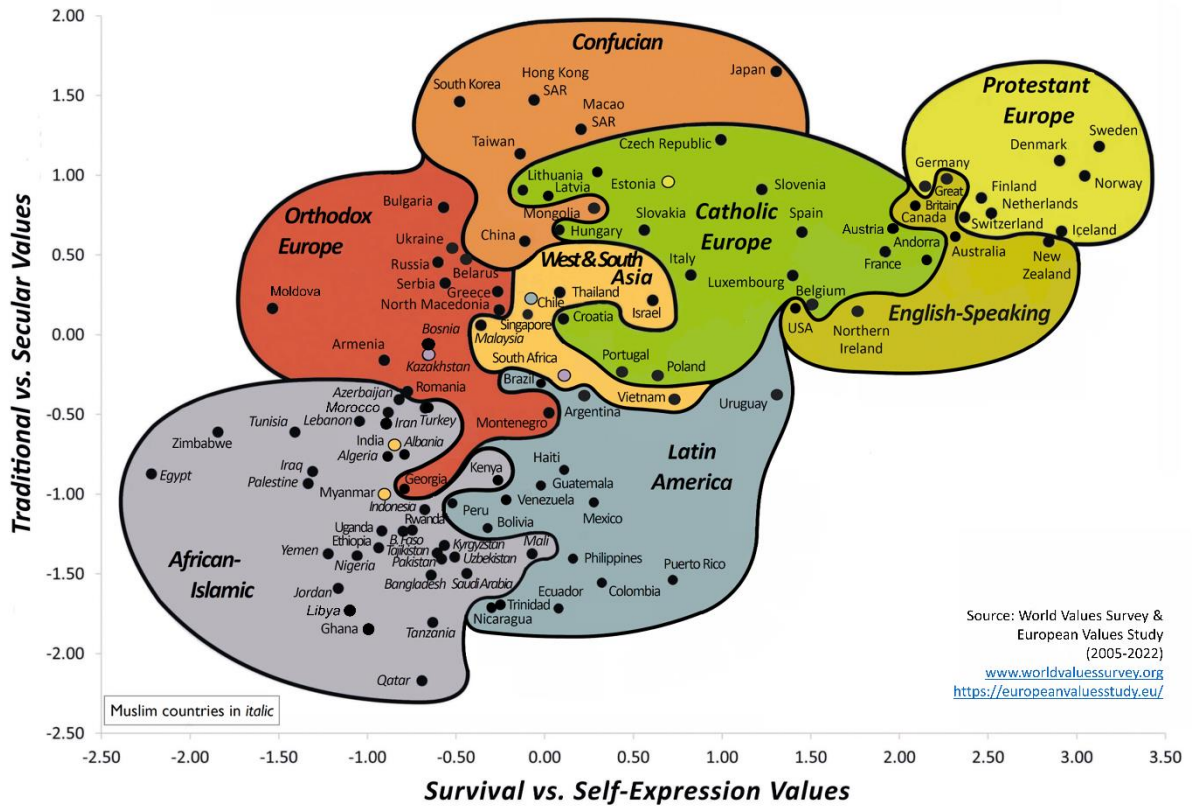 2.00
1.50
1.00
0.50
0.00
-0.50
-1.00
-1.50
-2.00
-2.50
Traditional vs. Secular Values
Confucian
Japan
Hong Kong
SAR
South Korea
Macao
SAR
Taiwan
Protestant
Europe
Sweden
Denmark
Norway
Germany
Finland
Netherlands
Switzerland
Iceland
Great
Britain
Canada
Australia
New
Zealand
English-Speaking
USA
Northern
Ireland
Czech Republic
Lithuania
Latvia
Estonia
Slovenia
Mongolia
Slovakia
Hungary
Catholic
Europe
Spain
Austria
Andorra
France
Italy
Luxembourg
Belgium
China
Orthodox
Europe
Bulgaria
Ukraine
Russia
Belarus
Serbia
Greece
North Macedonia
Moldova
Bosnia
Armenia
Kazakhstan
Romania
Montenegro
Georgia
West & South
Asia
Thailand
Chile
Israel
Singapore
Malaysia
Croatia
South Africa
Portugal
Poland
Vietnam
Brazil
Argentina
Uruguay
Latin
America
Haiti
Guatemala
Venezuela
Mexico
Peru
Bolivia
Philippines
Puerto Rico
Ecuador
Colombia
Trinidad
Nicaragua
Azerbaijan
Morocco
Lebanon
Iran
Turkey
Tunisia
Zimbabwe
India
Albania
Algeria
Egypt
Iraq
Palestine
Myanmar
Kenya
Indonesia
Rwanda
Uganda
B. Faso
Ethiopia
Tajikistan
Kyrgyzstan
Mali
Yemen
Nigeria
Pakistan
Uzbekistan
Bangladesh
Saudi Arabia
African-
Islamic
Jordan
Libya
Ghana
Tanzania
Qatar
Source: World Values Survey &
European Values Study
(2005-2022)
www.worldvaluessurvey.org
https://europeanvaluesstudy.eu/
Muslim countries in italic
-2.50 -2.00 -1.50 -1.00 -0.50 0.00 0.50 1.00 1.50 2.00 2.50 3.00 3.50
Survival vs. Self-Expression Values